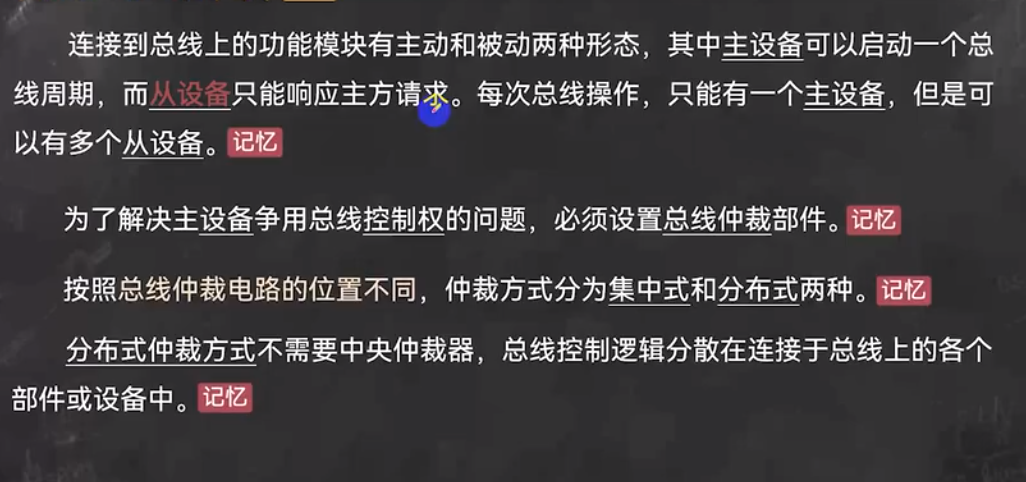 连接到总线上的功能模块有主动和被动两种形态，其中主设备可以启动一个总
线周期，而从设备只能响应主方请求。每次总线操作，只能有一个主设备，但是可
以有多个从设备。记忆
为了解决主设备争用总线控制权的问题，必须设置总线仲裁部件。记忆
按照总线仲裁电路的位置不同，仲裁方式分为集中式和分布式两种。记忆
分布式仲裁方式不需要中央仲裁器，总线控制逻辑分散在连接于总线上的各个
部件或设备中。记忆